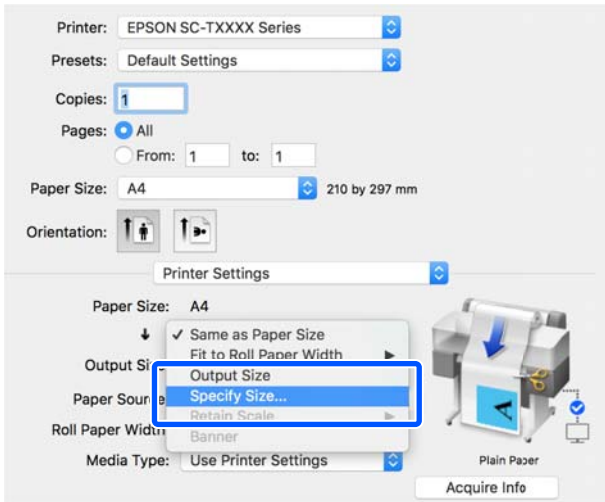 Printer: EPSON SC-TXXXX Series
Presets: Default Settings
Copies: 1
Pages: All
From: 1 to: 1
Paper Size: A4 210 by 297 mm
Orientation:
Printer Settings
Paper Size: A4
✓ Same as Paper Size
Fit to Roll Paper Width
Output Siz
Output Size
Paper Source
Specify Size...
Retain Scale
Roll Paper Width
Banner
Media Type: Use Printer Settings
Plain Paper
Acquire Info